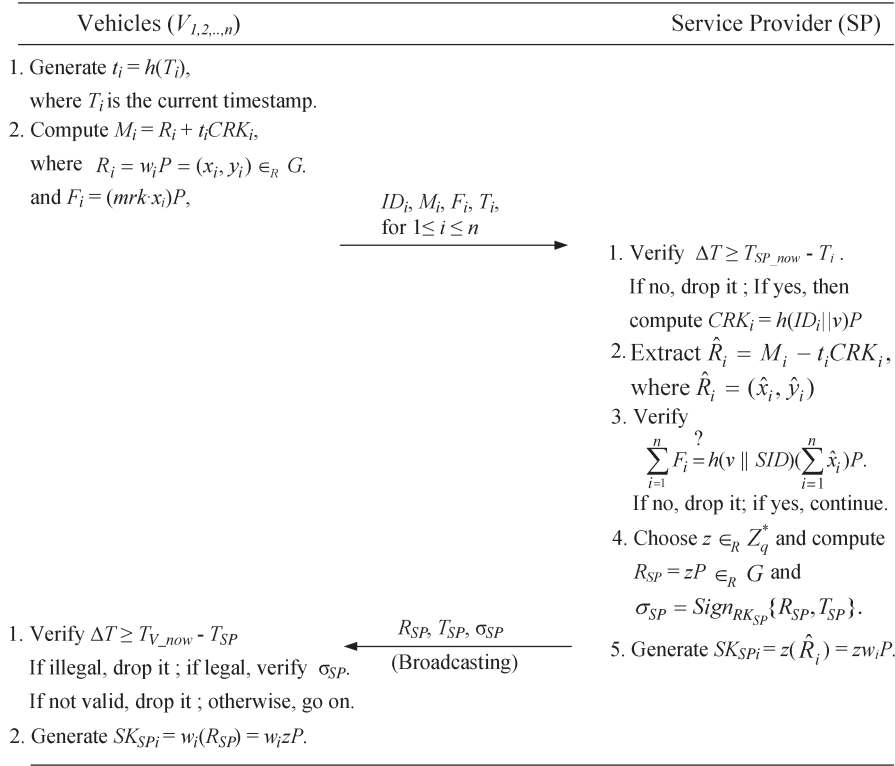 Vehicles (V1,2,..,n)
Service Provider (SP)
1. Generate ti = h(Ti),
where Ti is the current timestamp.
2. Compute Mi = Ri + tiCRKi,
where Ri = wiP = (xi, yi) ∈R G.
and Fi = (mrk·xi)P,
IDi, Mi, Fi, Ti,
for 1≤ i ≤ n
1. Verify ΔT ≥ TSP_now - Ti .
If no, drop it ; If yes, then
compute CRKi = h(IDi||v)P
2. Extract R̂i = Mi − tiCRKi,
where R̂i = (x̂i, ŷi)
3. Verify
∑ⁿi=1 Fi ?= h(v || SID)(∑ⁿi=1 x̂i)P.
If no, drop it; if yes, continue.
4. Choose z ∈R Z*q and compute
RSP = zP ∈R G and
σSP = SignRKSP{RSP,TSP}.
5. Generate SKSPi = z(R̂i) = zwiP.
RSP, TSP, σSP
(Broadcasting)
1. Verify ΔT ≥ TV_now - TSP
If illegal, drop it ; if legal, verify σSP.
If not valid, drop it ; otherwise, go on.
2. Generate SKSPi = wi(RSP) = wizP.